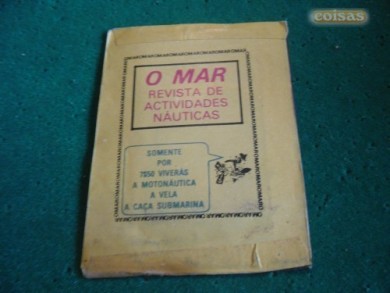 coisas
O MAR
REVISTA DE
ACTIVIDADES
NÁUTICAS
SOMENTE
POR
7$50 VIVERÁS
A MOTONÁUTICA
A VELA
A CAÇA SUBMARINA